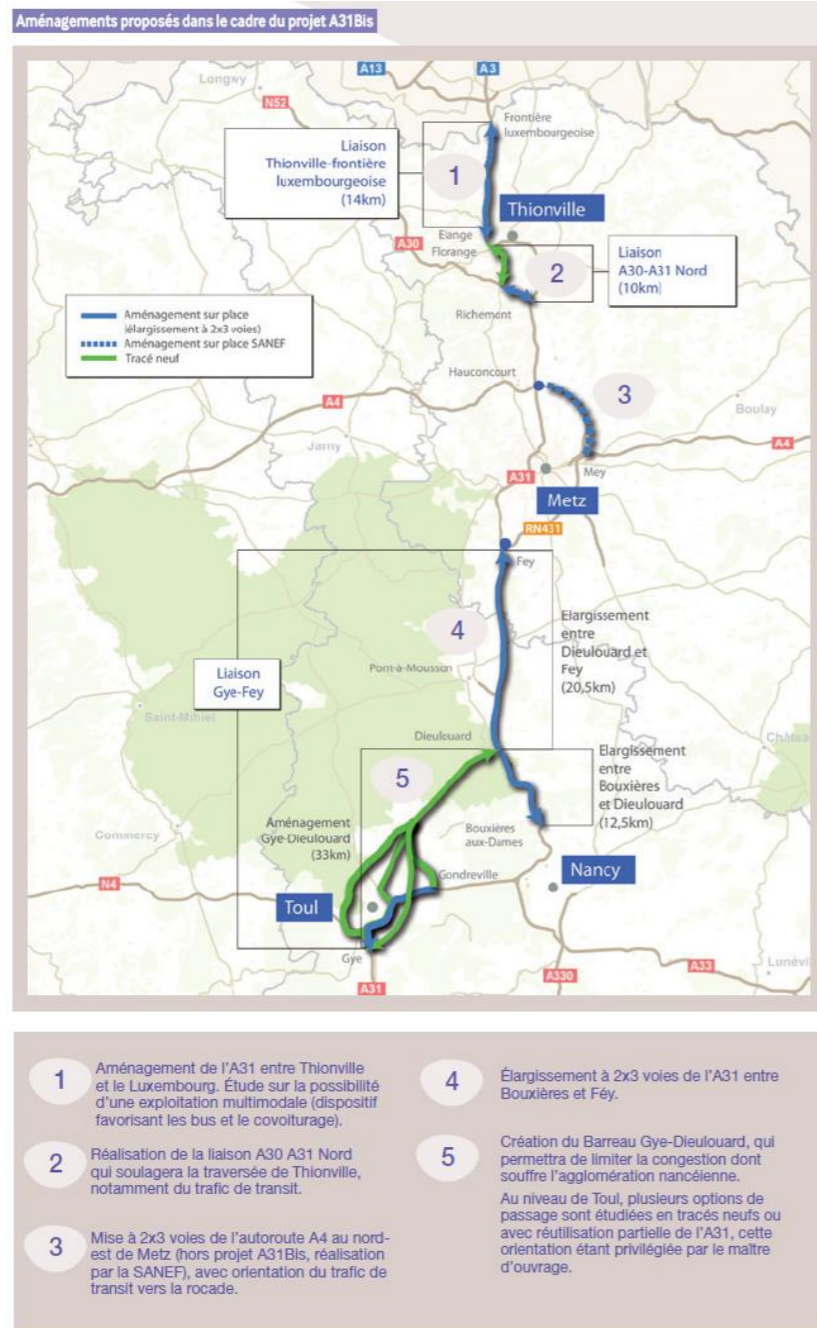 Aménagements proposés dans le cadre du projet A31Bis
A13
A3
Longwy
N52
Frontière
luxembourgeoise
Liaison
Thionville-frontière
luxembourgeoise
(14km)
1
Thionville
Elange
Florange
A30
2
Liaison
A30-A31 Nord
(10km)
Richemont
Aménagement sur place
(élargissement à 2x3 voies)
Aménagement sur place SANEF
Tracé neuf
Hauconcourt
3
A4
Boulay
Jarny
A4
A31
Mey
Metz
RN431
Fey
4
Elargissement
entre
Dieulouard et
Fey
(20,5km)
Liaison
Gye-Fey
Pont-à-Mousson
Saint-Mihiel
Château
Dieulouard
5
Elargissement
entre
Bouxières
et Dieulouard
(12,5km)
Aménagement
Gye-Dieulouard
(33km)
Commercy
Bouxières
aux-Dames
Gondreville
N4
Nancy
Toul
Gye
A31
A330
A33
Lunévi
1
Aménagement de l'A31 entre Thionville
et le Luxembourg. Étude sur la possibilité
d'une exploitation multimodale (dispositif
favorisant les bus et le covoiturage).
2
Réalisation de la liaison A30 A31 Nord
qui soulagera la traversée de Thionville,
notamment du trafic de transit.
3
Mise à 2x3 voies de l'autoroute A4 au nord-
est de Metz (hors projet A31Bis, réalisation
par la SANEF), avec orientation du trafic de
transit vers la rocade.
4
Élargissement à 2x3 voies de l'A31 entre
Bouxières et Féy.
5
Création du Barreau Gye-Dieulouard, qui
permettra de limiter la congestion dont
souffre l'agglomération nancéienne.
Au niveau de Toul, plusieurs options de
passage sont étudiées en tracés neufs ou
avec réutilisation partielle de l'A31, cette
orientation étant privilégiée par le maître
d'ouvrage.